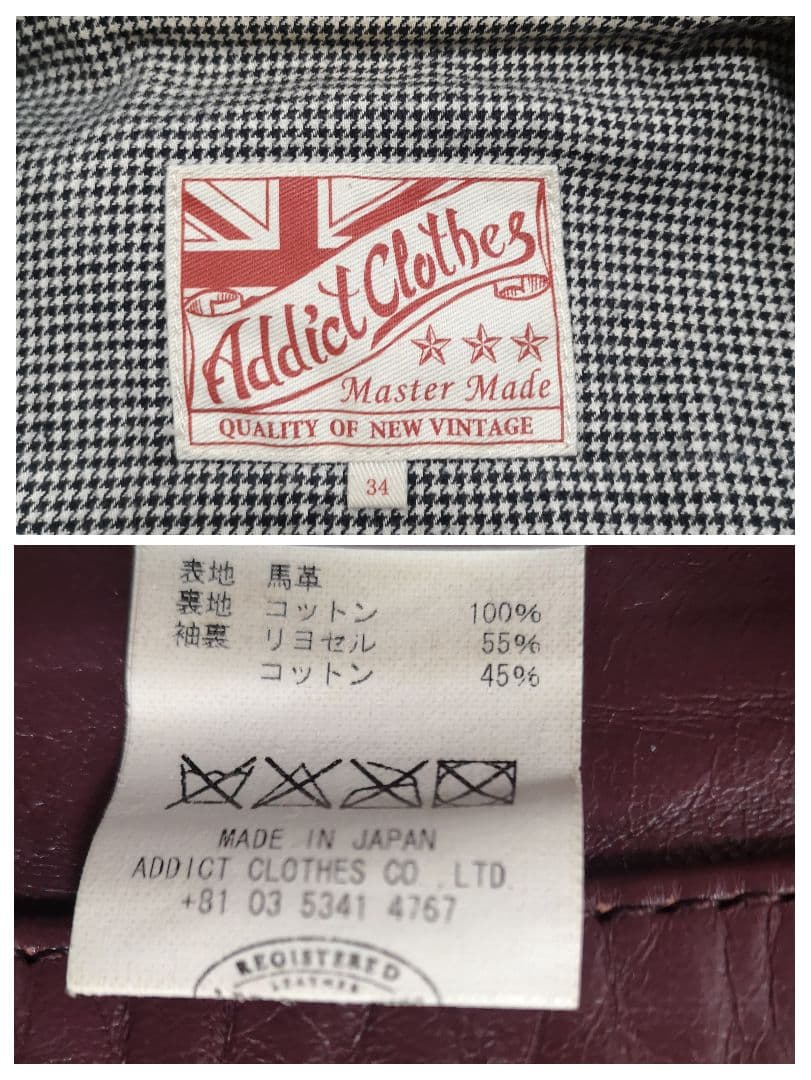 Addict Clothes
Master Made
QUALITY OF NEW VINTAGE
34
表地 馬革
裏地 コットン 100%
袖裏 リヨセル 55%
コットン 45%
MADE IN JAPAN
ADDICT CLOTHES CO.,LTD.
+81 03 5341 4767
REGISTERED
LEATHER